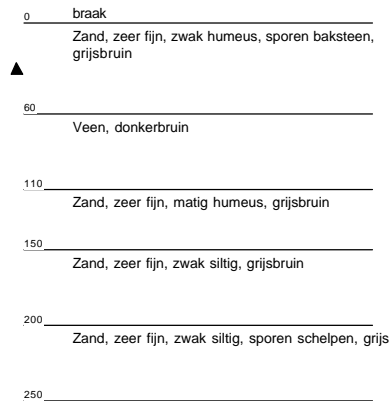 0 braak
Zand, zeer fijn, zwak humeus, sporen baksteen,
grijsbruin
60
Veen, donkerbruin
110
Zand, zeer fijn, matig humeus, grijsbruin
150
Zand, zeer fijn, zwak siltig, grijsbruin
200
Zand, zeer fijn, zwak siltig, sporen schelpen, grijs
250